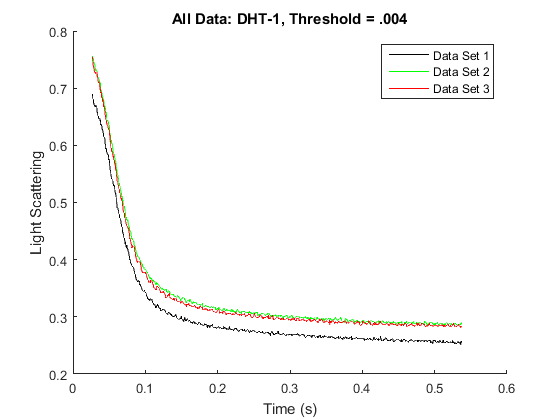 All Data: DHT-1, Threshold = .004
Data Set 1
Data Set 2
Data Set 3
Light Scattering
0.8
0.7
0.6
0.5
0.4
0.3
0.2
0
0.1
0.2
0.3
0.4
0.5
0.6
Time (s)